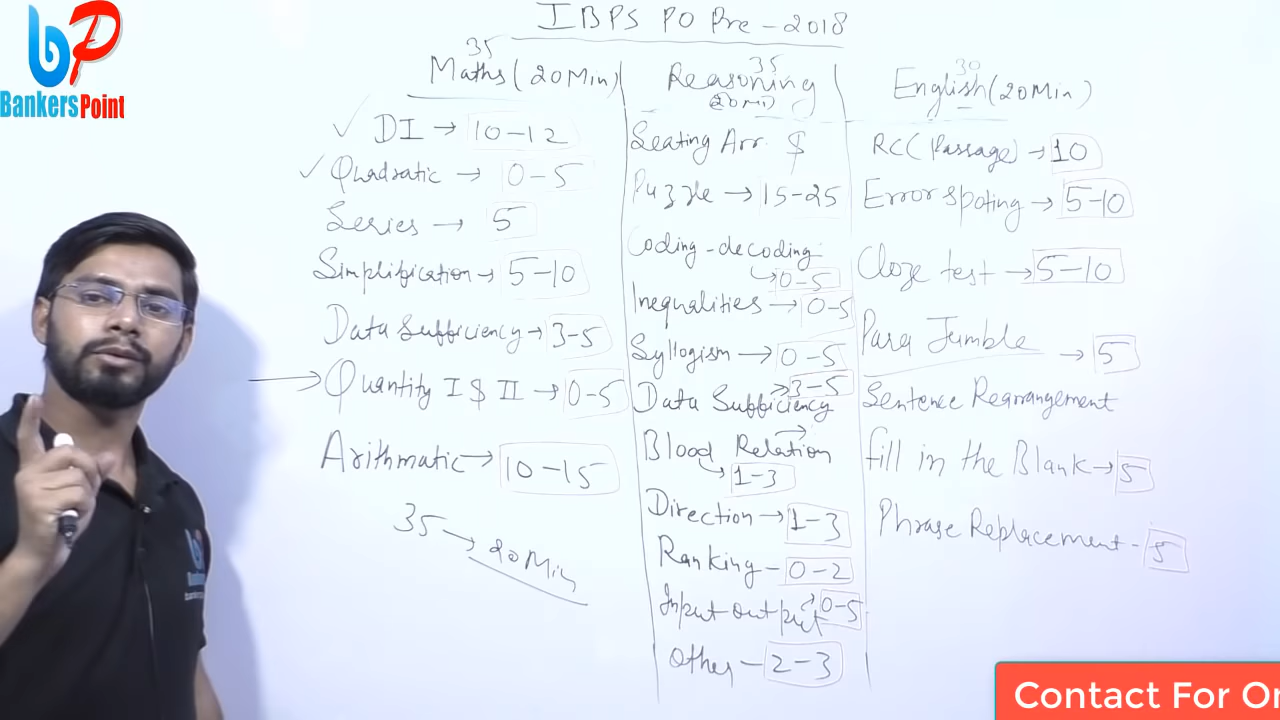 bP
BankersPoint
IBPS PO Pre - 2018
35
Maths (20 Min)
DI → 10-12
Quadratic → 0-5
Series → 5
Simplification → 5-10
Data Sufficiency → 3-5
Quantity I & II → 0-5
Arithmatic → 10-15
35 → 20 Min
35
Reasoning
(20 Min)
Seating Arr. &
Puzzle → 15-25
Coding-decoding
0-5
Inequalities → 0-5
Syllogism → 0-5
3-5
Data Sufficiency
Blood Relation
1-3
Direction → 1-3
Ranking - 0-2
Input output 0-5
Other - 2-3
30
English (20 Min)
RC (Passage) → 10
Error spoting → 5-10
Cloze test → 5-10
Para Jumble
→ 5
Sentence Rearrangement
fill in the Blank → 5
Phrase Replacement - 5
Contact For On